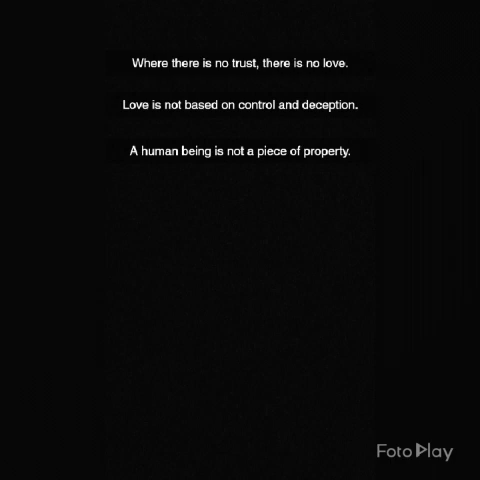 Where there is no trust, there is no love.
Love is not based on control and deception.
A human being is not a piece of property.
FotoPlay